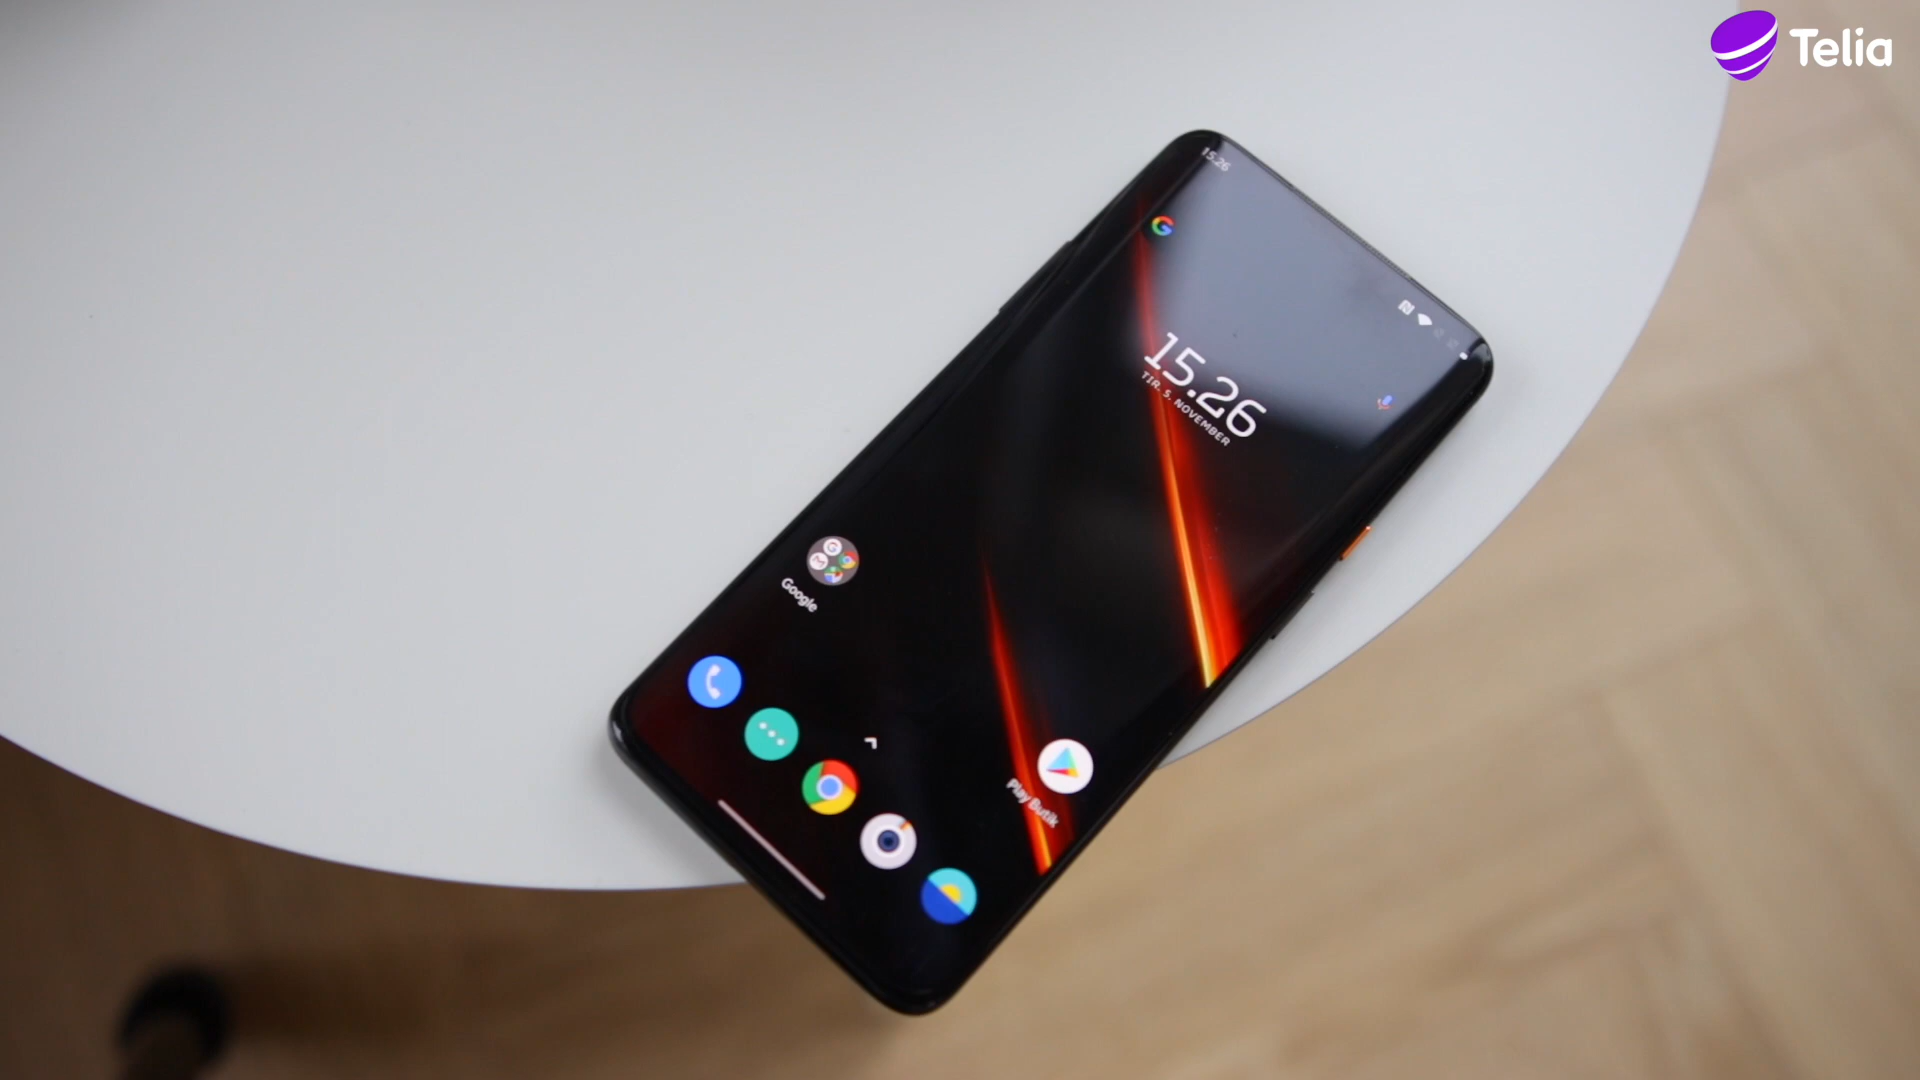 Telia
15.26
15.26
TIR. 5. NOVEMBER
Google
Play Butik